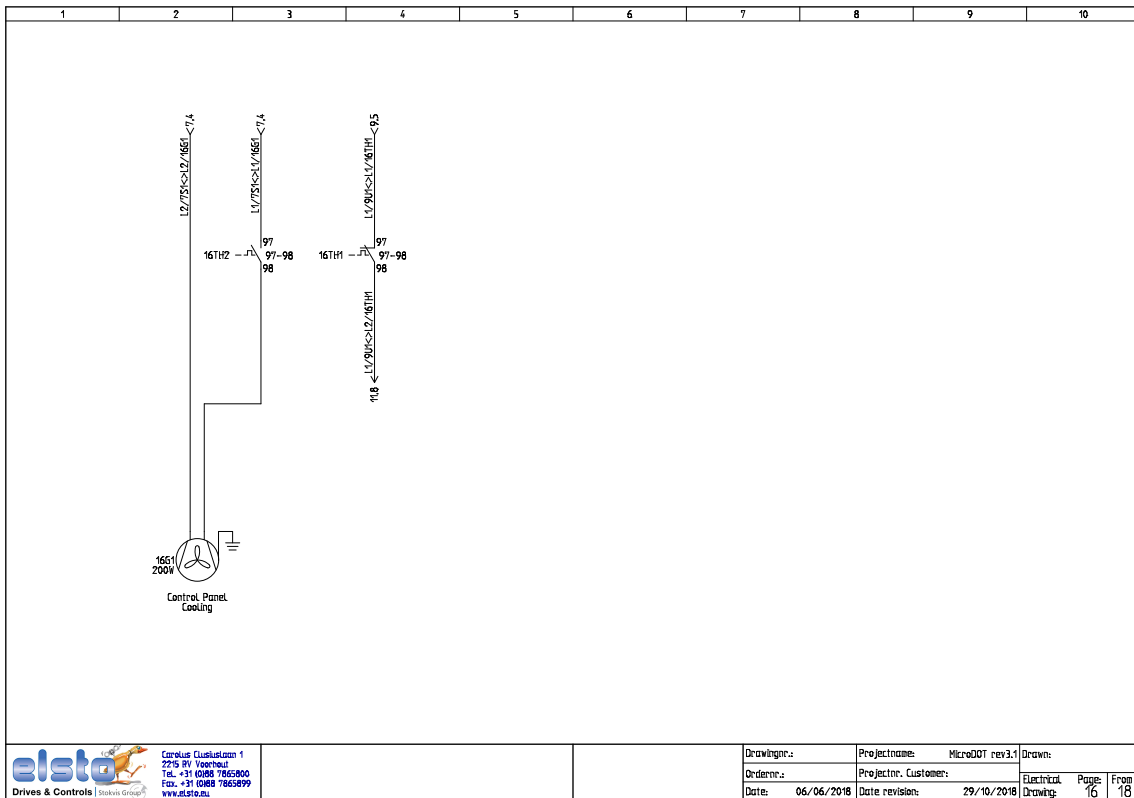 1 2 3 4 5 6 7 8 9 10
7.4
7.4
9.5
L2/7S1<>L2/16G1
L1/7S1<>L1/16G1
L1/9U1<>L1/16TH1
16TH2
97
97-98
98
16TH1
97
97-98
98
L1/9U1<>L2/16TH1
11.8
16G1
200W
Control Panel
Cooling
elsto
Drives & Controls | Stokvis Group
Carolus Clusiuslaan 1
2215 RV Voorhout
Tel. +31 (0)88 7865800
Fax. +31 (0)88 7865899
www.elsto.eu
Drawingnr.:
Projectname: MicroDOT rev3.1
Drawn:
Ordernr.:
Projectnr. Customer:
Date: 06/06/2018
Date revision: 29/10/2018
Electrical Drawing:
Page: 16
From 18